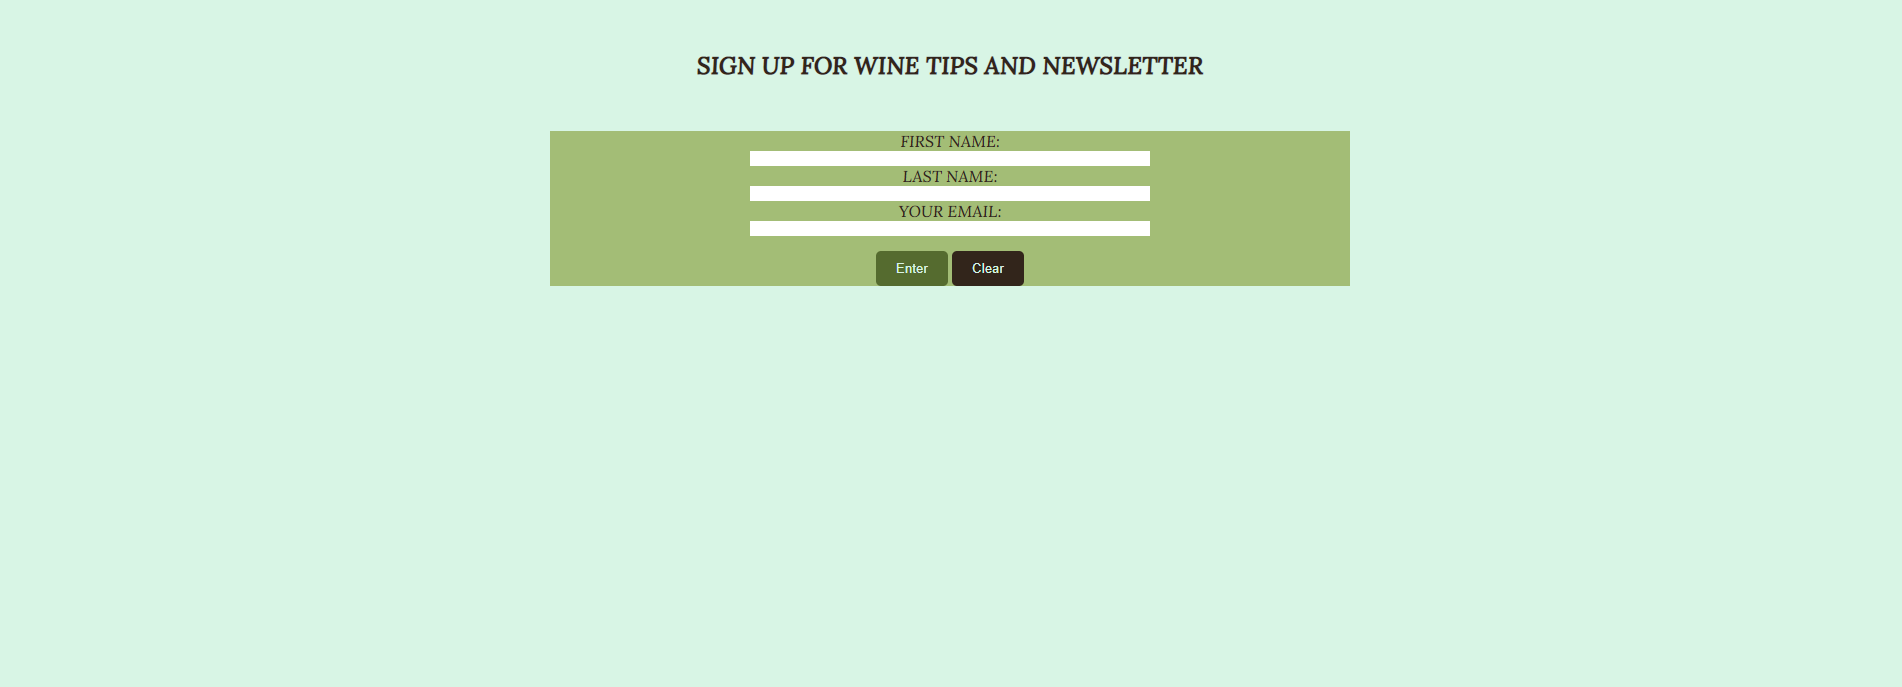 SIGN UP FOR WINE TIPS AND NEWSLETTER
FIRST NAME:
LAST NAME:
YOUR EMAIL:
Enter Clear